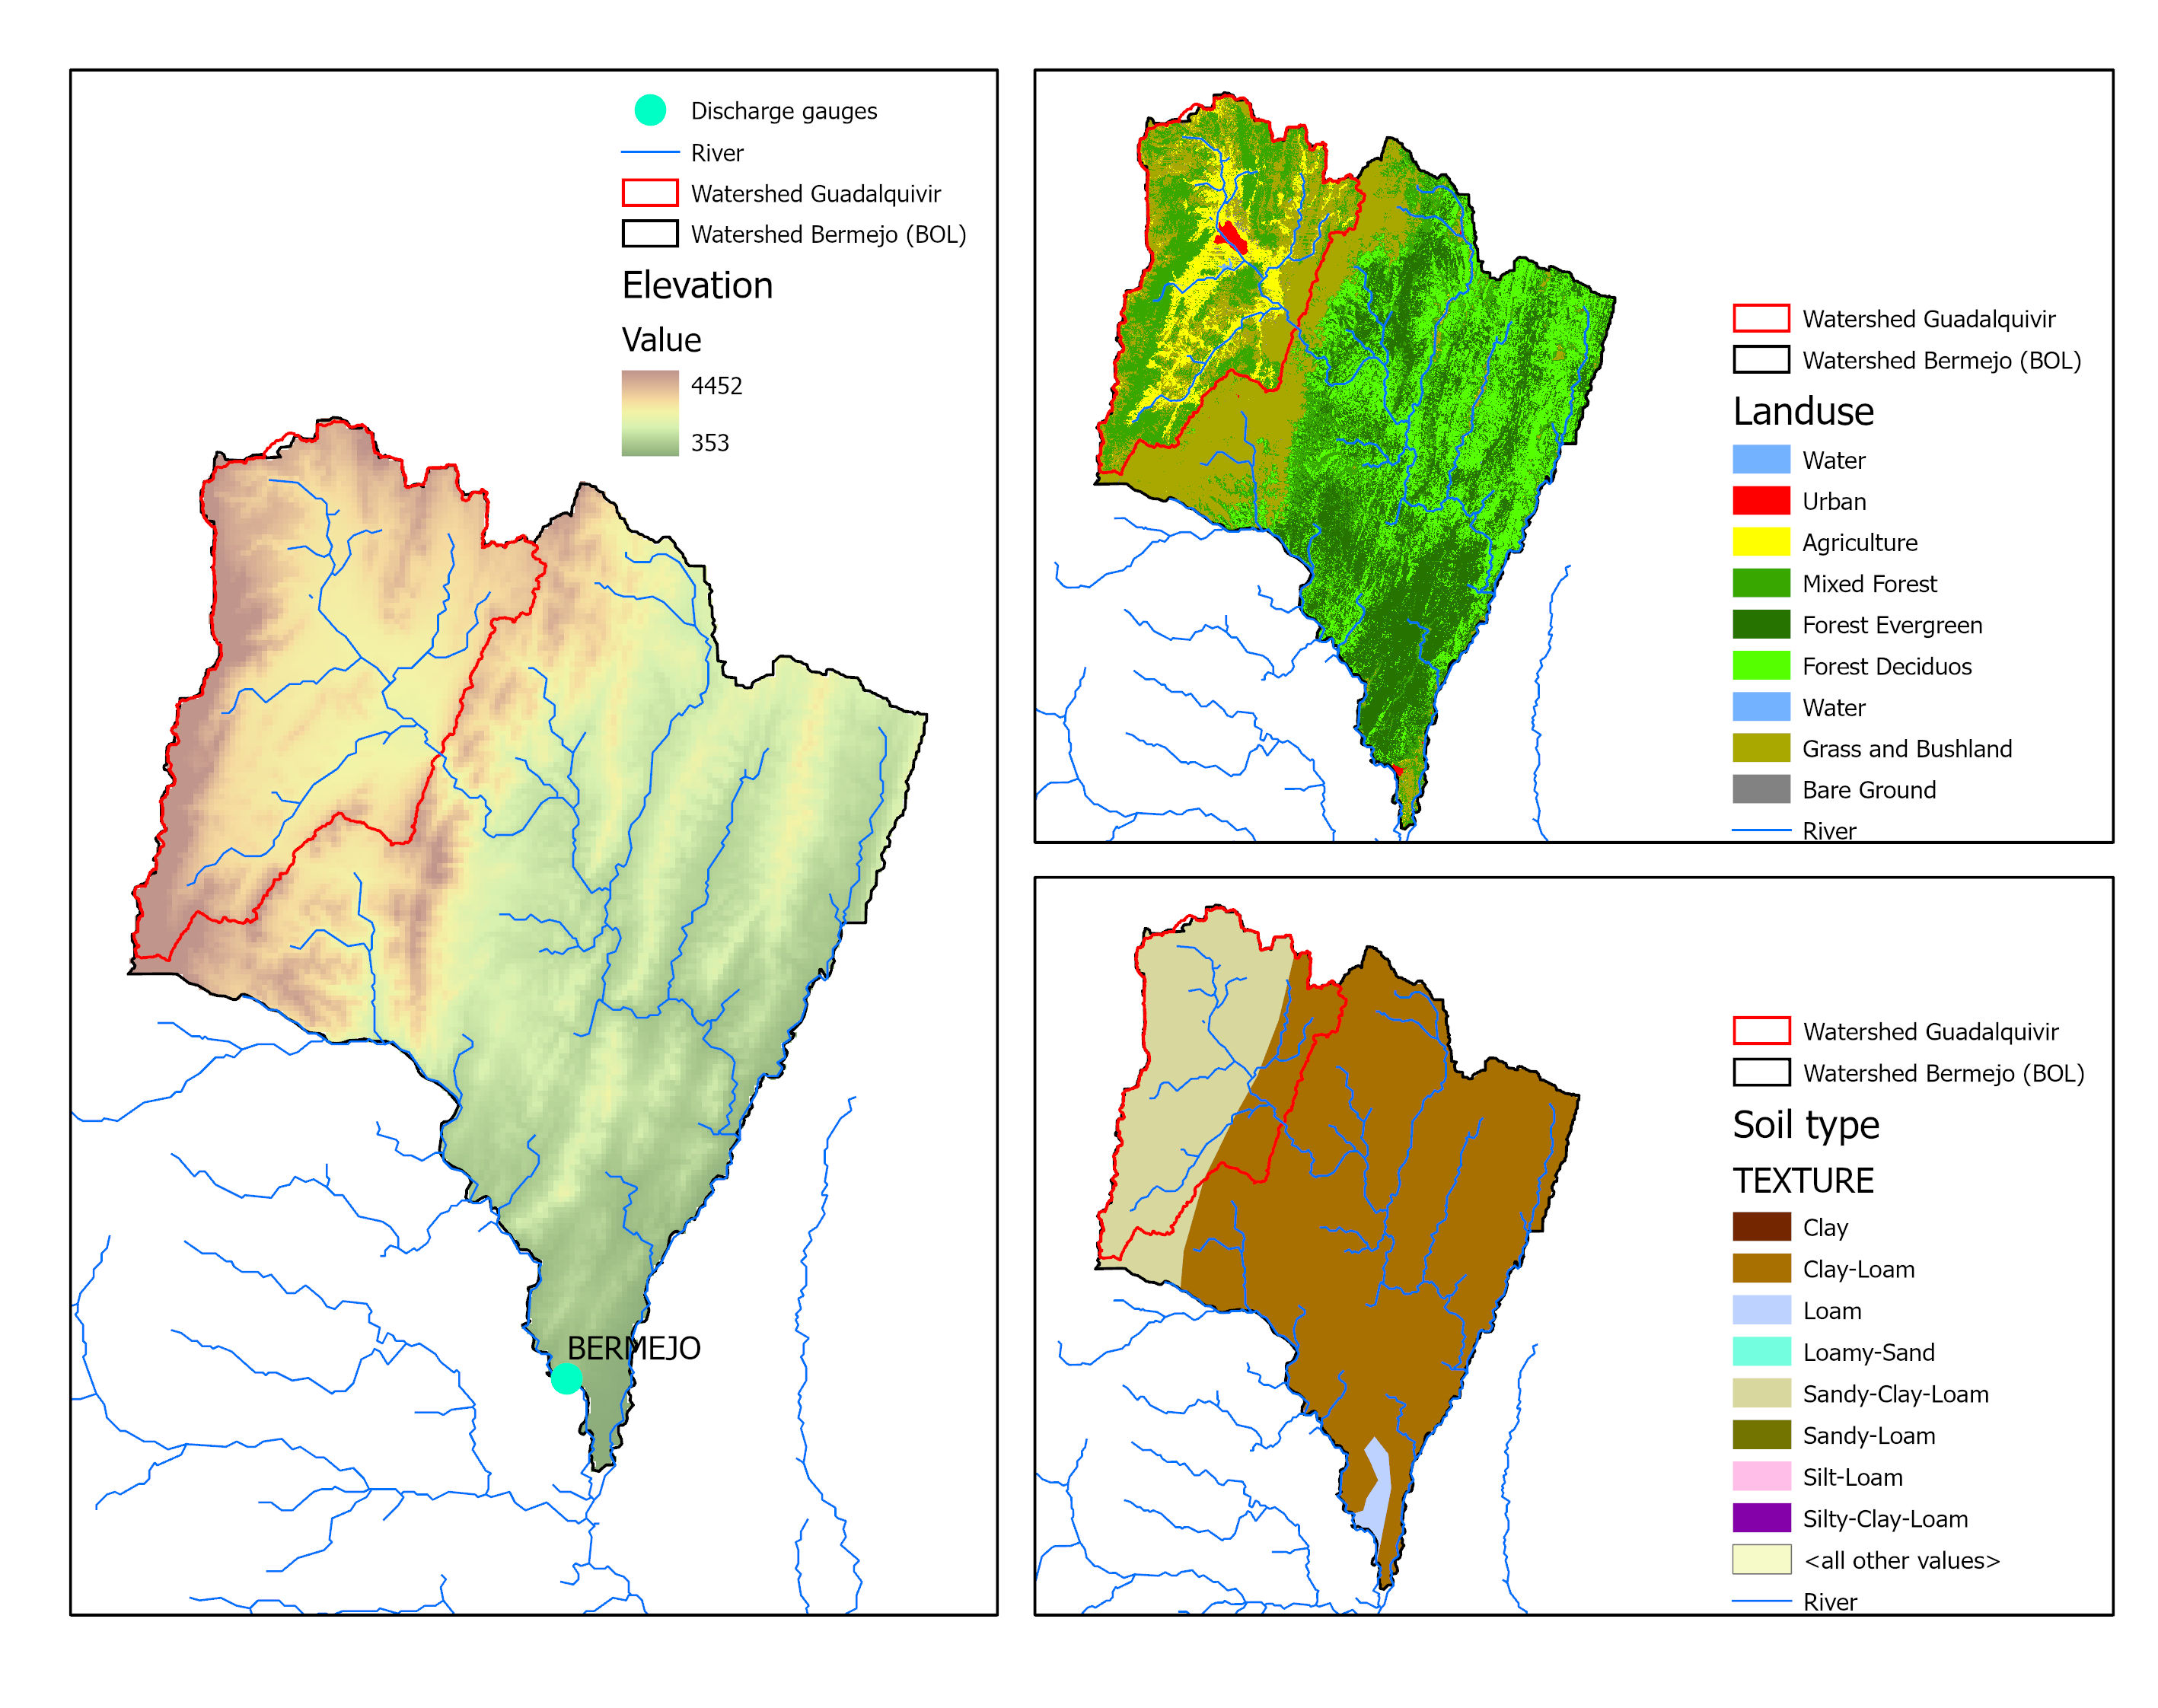 Discharge gauges
River
Watershed Guadalquivir
Watershed Bermejo (BOL)
Elevation
Value
4452
353
BERMEJO
Watershed Guadalquivir
Watershed Bermejo (BOL)
Landuse
Water
Urban
Agriculture
Mixed Forest
Forest Evergreen
Forest Deciduos
Water
Grass and Bushland
Bare Ground
River
Watershed Guadalquivir
Watershed Bermejo (BOL)
Soil type
TEXTURE
Clay
Clay-Loam
Loam
Loamy-Sand
Sandy-Clay-Loam
Sandy-Loam
Silt-Loam
Silty-Clay-Loam
<all other values>
River